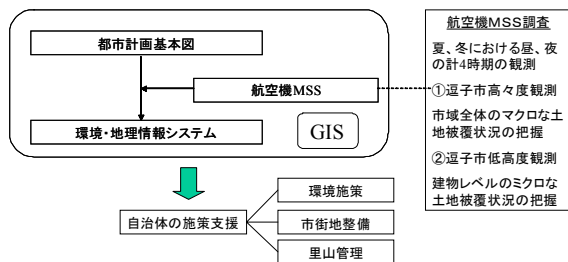 都市計画基本図
航空機MSS
環境・地理情報システム
GIS
自治体の施策支援
環境施策
市街地整備
里山管理
航空機MSS調査
夏、冬における昼、夜
の計4時期の観測
①逗子市高々度観測
市域全体のマクロな土
地被覆状況の把握
②逗子市低高度観測
建物レベルのミクロな
土地被覆状況の把握